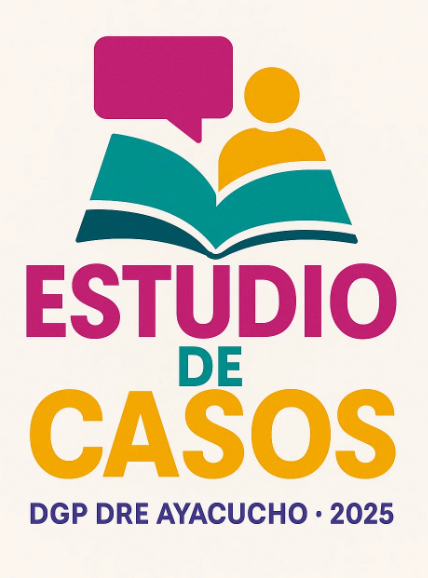 ESTUDIO
DE
CASOS
DGP DRE AYACUCHO · 2025